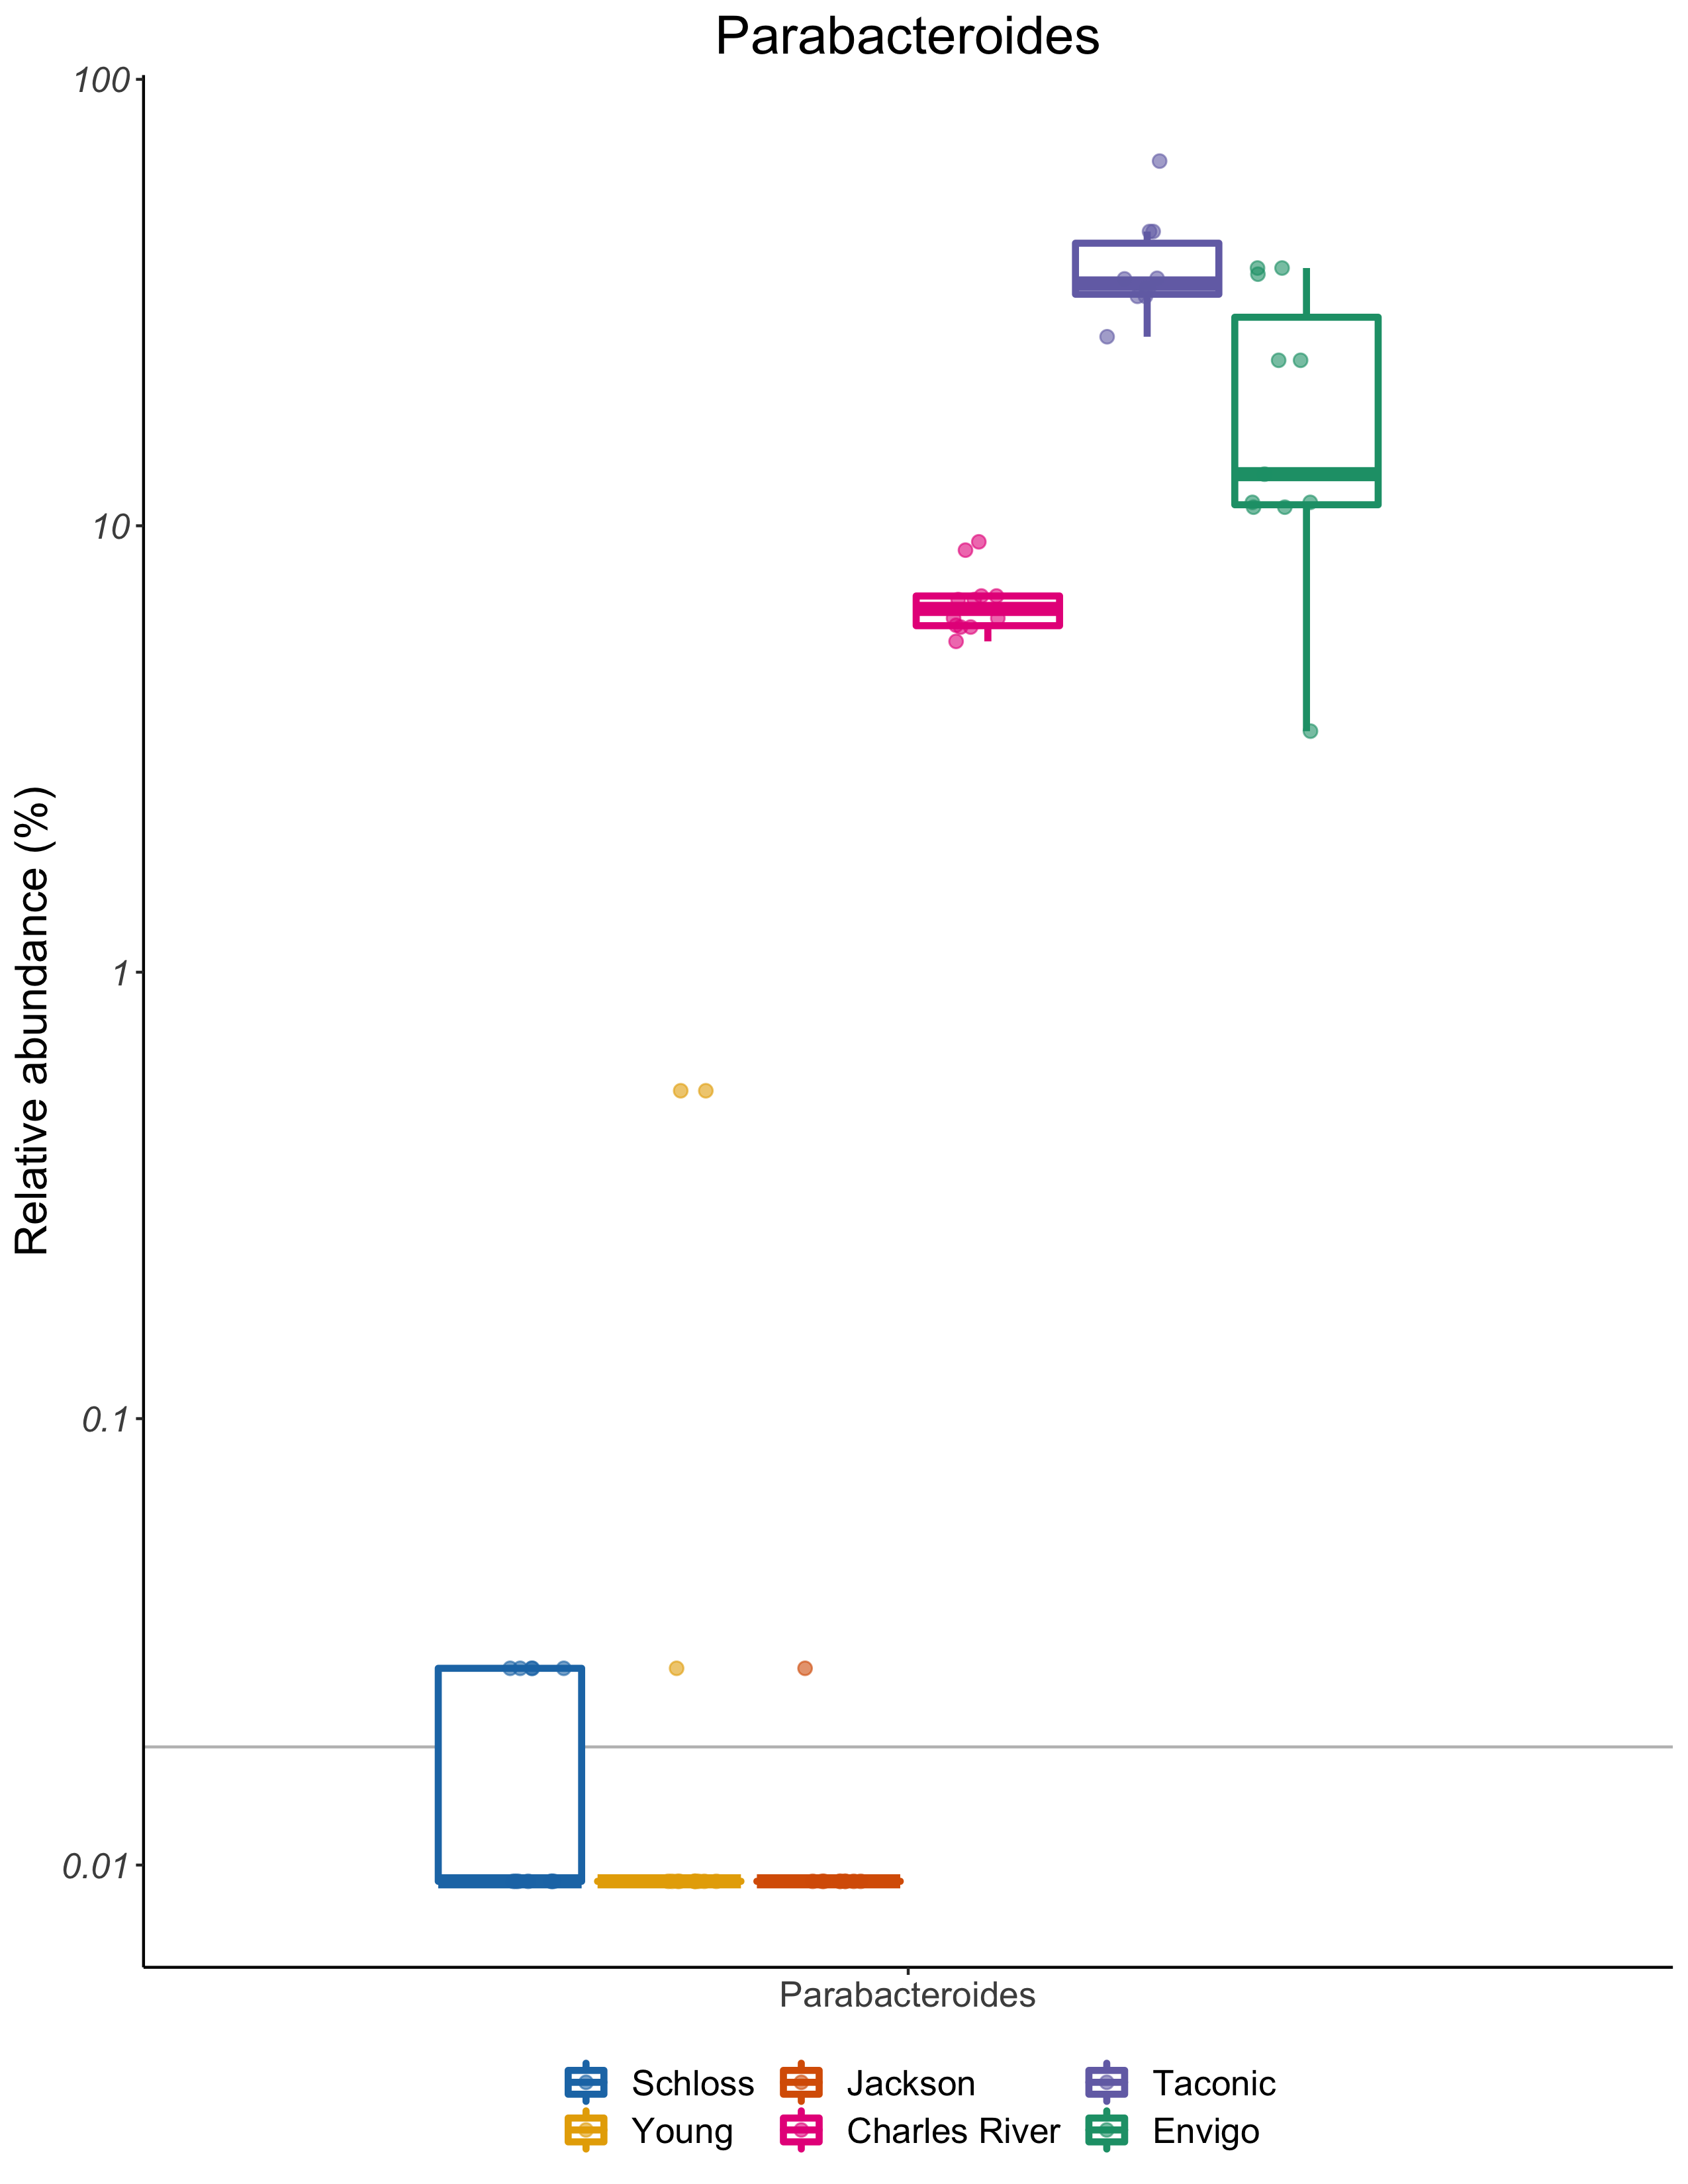 Parabacteroides
100
10
1
0.1
0.01
Relative abundance (%)
Parabacteroides
Schloss
Jackson
Taconic
Young
Charles River
Envigo